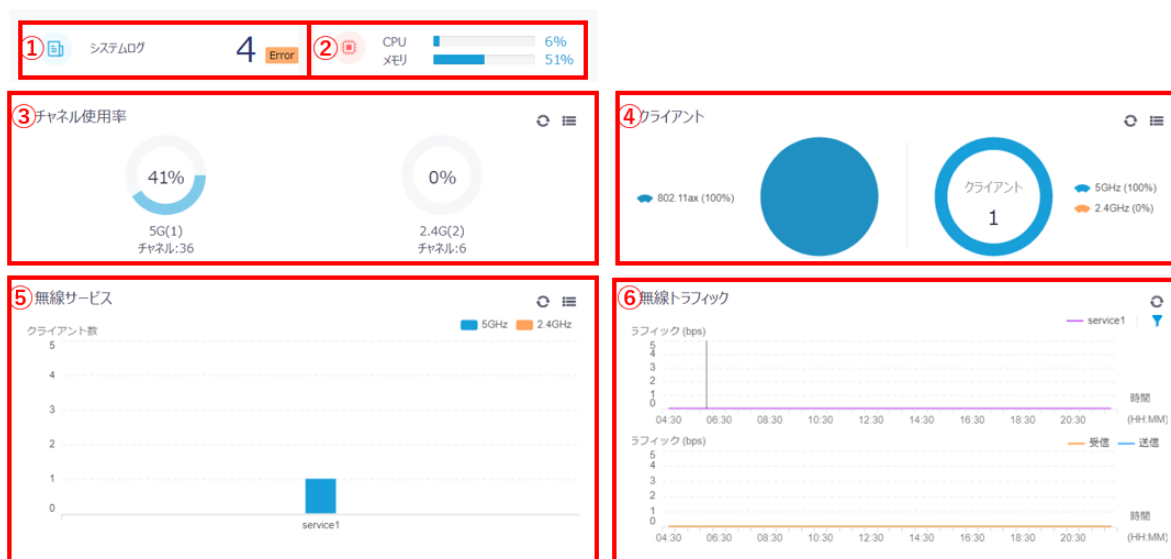 ① システムログ 4 Error
② CPU 6%
メモリ 51%
③チャネル使用率
41%
5G(1)
チャネル:36
0%
2.4G(2)
チャネル:6
④クライアント
802.11ax (100%)
クライアント
1
5GHz (100%)
2.4GHz (0%)
⑤無線サービス
5GHz 2.4GHz
クライアント数
5
4
3
2
1
0
service1
⑥無線トラフィック
service1
ラフィック (bps)
5
4
3
2
1
0
時間
04:30 06:30 08:30 10:30 12:30 14:30 16:30 18:30 20:30 (HH:MM)
ラフィック (bps)
受信 送信
5
4
3
2
1
0
時間
04:30 06:30 08:30 10:30 12:30 14:30 16:30 18:30 20:30 (HH:MM)